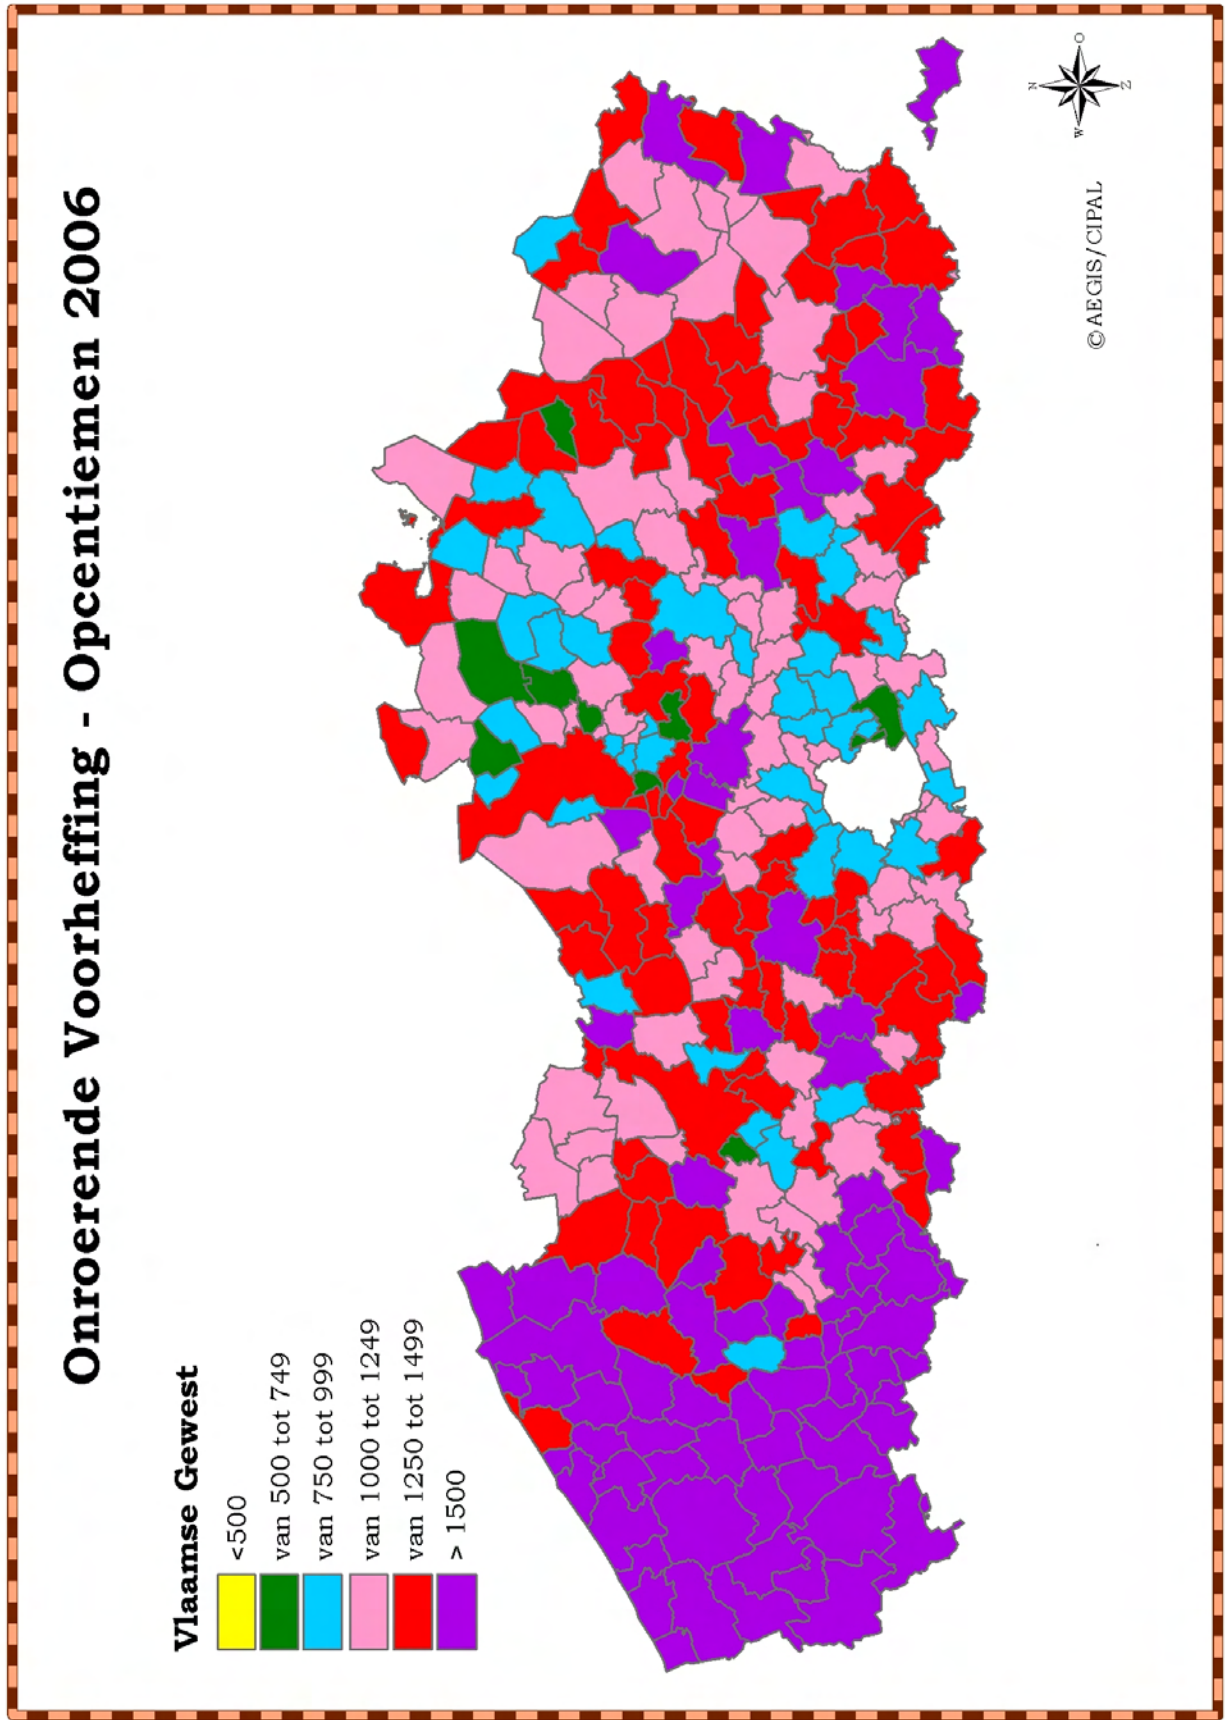 Onroerende Voorheffing - Opcentiemen 2006
Vlaamse Gewest
<500
van 500 tot 749
van 750 tot 999
van 1000 tot 1249
van 1250 tot 1499
> 1500
N
W
O
Z
©AEGIS/CIPAL